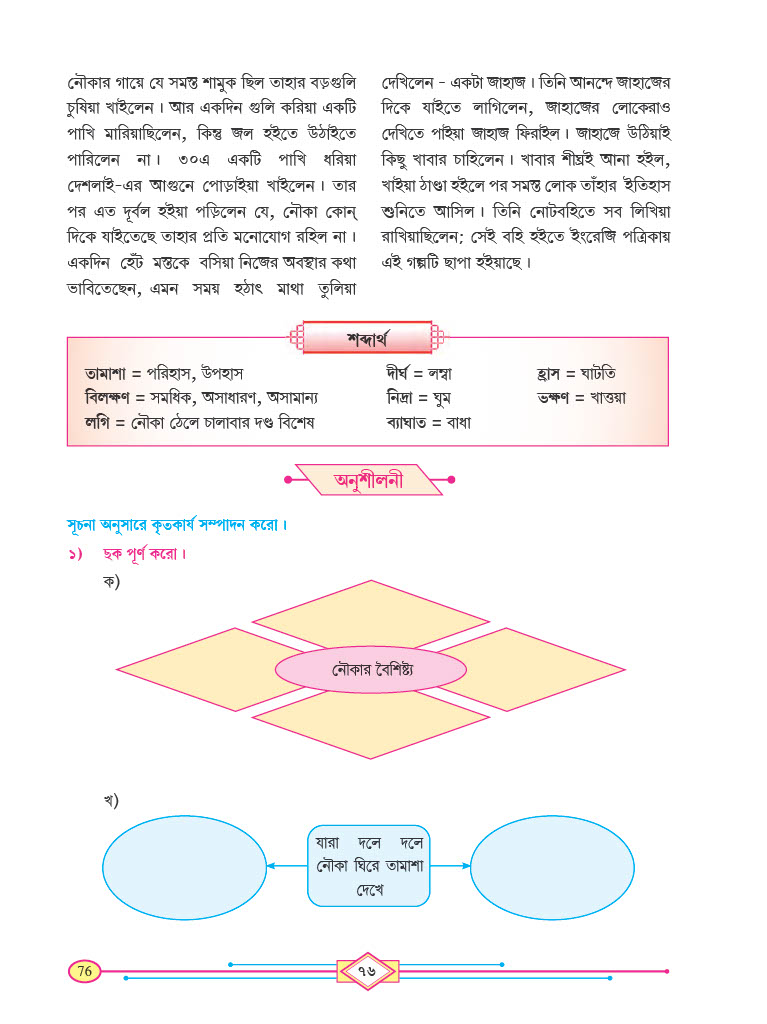 নৌকার গায়ে যে সমস্ত শামুক ছিল তাহার বড়গুলি
চুষিয়া খাইলেন। আর একদিন গুলি করিয়া একটি
পাখি মারিয়াছিলেন, কিন্তু জল হইতে উঠাইতে
পারিলেন না। ৩০এ একটি পাখি ধরিয়া
দেশলাই-এর আগুনে পোড়াইয়া খাইলেন। তার
পর এত দূর্বল হইয়া পড়িলেন যে, নৌকা কোন্
দিকে যাইতেছে তাহার প্রতি মনোযোগ রহিল না।
একদিন হেঁট মস্তকে বসিয়া নিজের অবস্থার কথা
ভাবিতেছেন, এমন সময় হঠাৎ মাথা তুলিয়া
দেখিলেন - একটা জাহাজ। তিনি আনন্দে জাহাজের
দিকে যাইতে লাগিলেন, জাহাজের লোকেরাও
দেখিতে পাইয়া জাহাজ ফিরাইল। জাহাজে উঠিয়াই
কিছু খাবার চাহিলেন। খাবার শীঘ্রই আনা হইল,
খাইয়া ঠাণ্ডা হইলে পর সমস্ত লোক তাঁহার ইতিহাস
শুনিতে আসিল। তিনি নোটবহিতে সব লিখিয়া
রাখিয়াছিলেন; সেই বহি হইতে ইংরেজি পত্রিকায়
এই গল্পটি ছাপা হইয়াছে।
শব্দার্থ
তামাশা = পরিহাস, উপহাস
দীর্ঘ = লম্বা
হ্রাস = ঘাটতি
বিলক্ষণ = সমধিক, অসাধারণ, অসামান্য
নিদ্রা = ঘুম
ভক্ষণ = খাওয়া
লগি = নৌকা ঠেলে চালাবার দণ্ড বিশেষ
ব্যাঘাত = বাধা
অনুশীলনী
সূচনা অনুসারে কৃতকার্য সম্পাদন করো।
১) ছক পূর্ণ করো।
ক)
নৌকার বৈশিষ্ট্য
খ)
যারা দলে দলে
নৌকা ঘিরে তামাশা
দেখে
76
৭৬